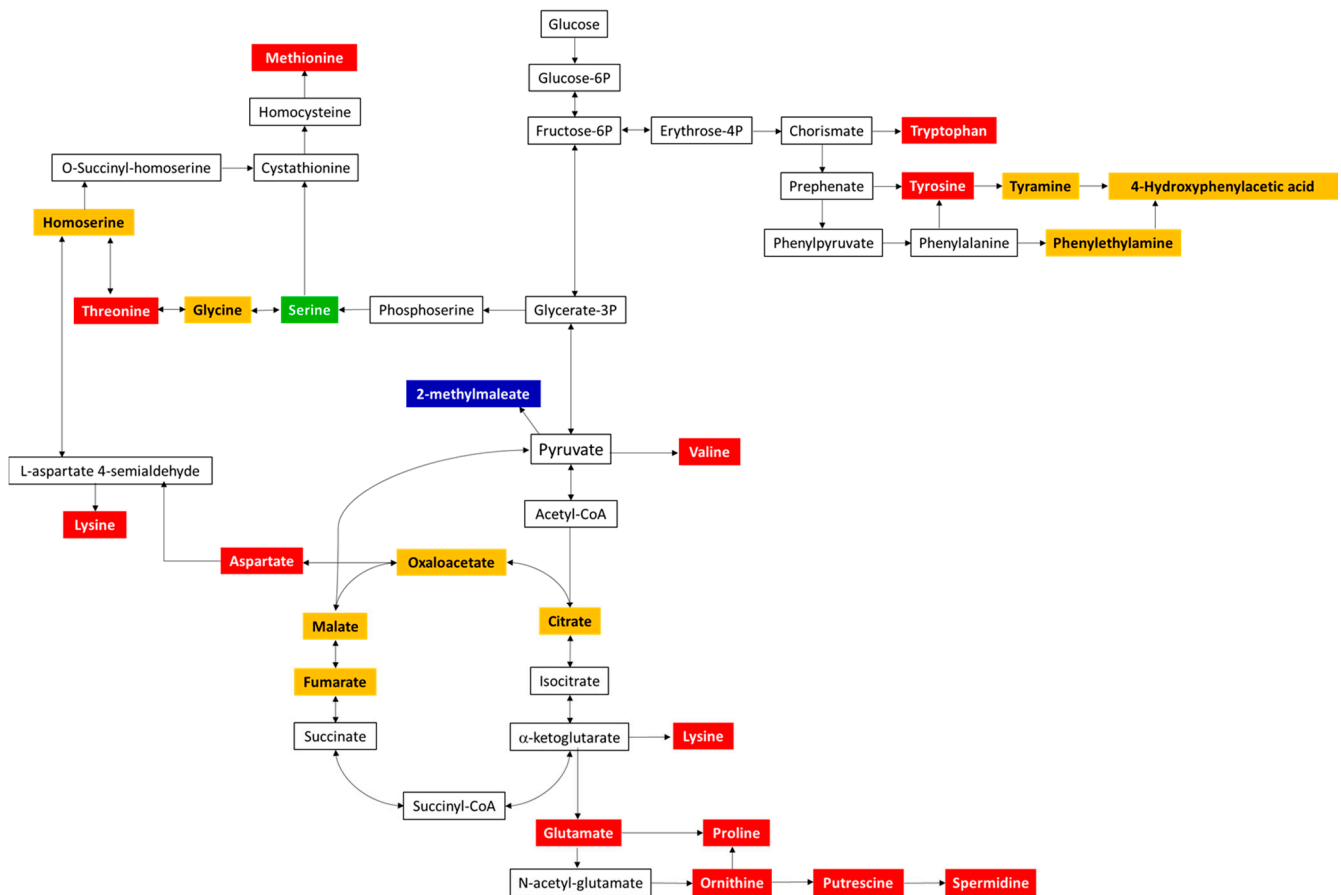 Glucose
Methionine
Glucose-6P
Homocysteine
Fructose-6P
Erythrose-4P
Chorismate
Tryptophan
O-Succinyl-homoserine
Cystathionine
Prephenate
Tyrosine
Tyramine
4-Hydroxyphenylacetic acid
Homoserine
Phenylpyruvate
Phenylalanine
Phenylethylamine
Threonine
Glycine
Serine
Phosphoserine
Glycerate-3P
2-methylmaleate
Pyruvate
Valine
L-aspartate 4-semialdehyde
Acetyl-CoA
Lysine
Aspartate
Oxaloacetate
Malate
Citrate
Fumarate
Isocitrate
Succinate
α-ketoglutarate
Lysine
Succinyl-CoA
Glutamate
Proline
N-acetyl-glutamate
Ornithine
Putrescine
Spermidine